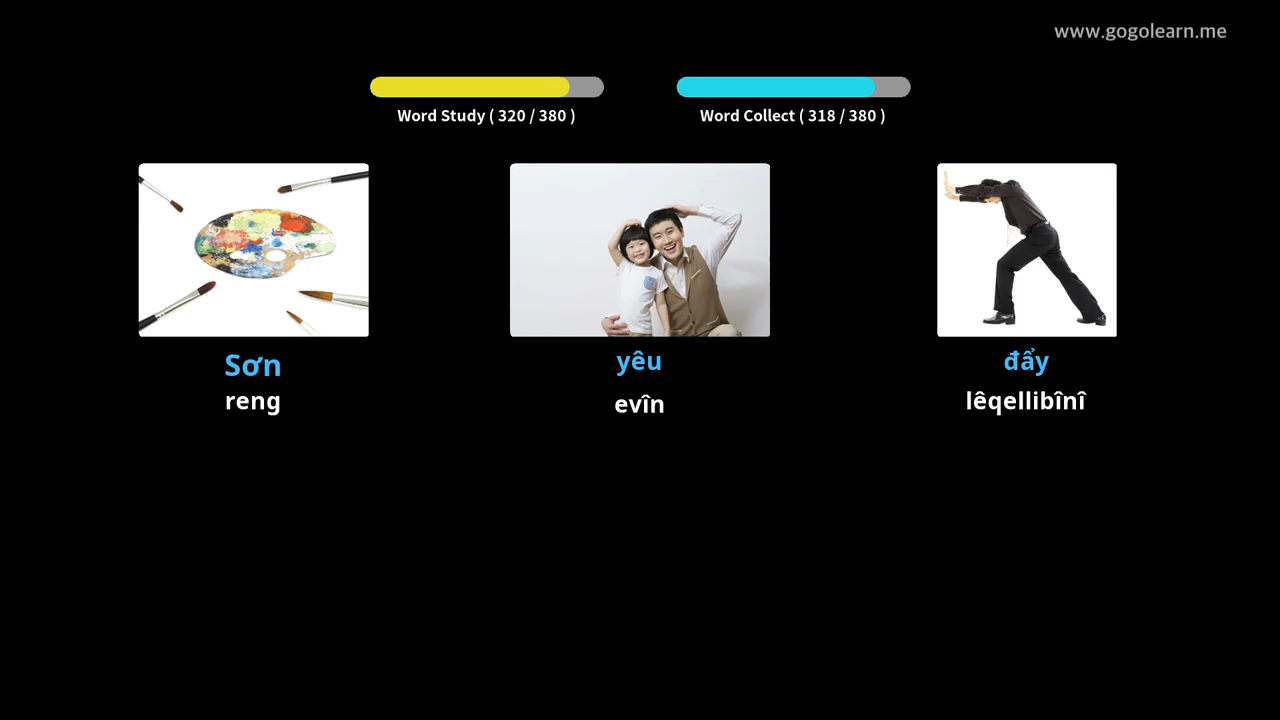 www.gogolearn.me
Word Study ( 320 / 380 )
Word Collect ( 318 / 380 )
Sơn
reng
yêu
evîn
đẩy
lêqellibînî